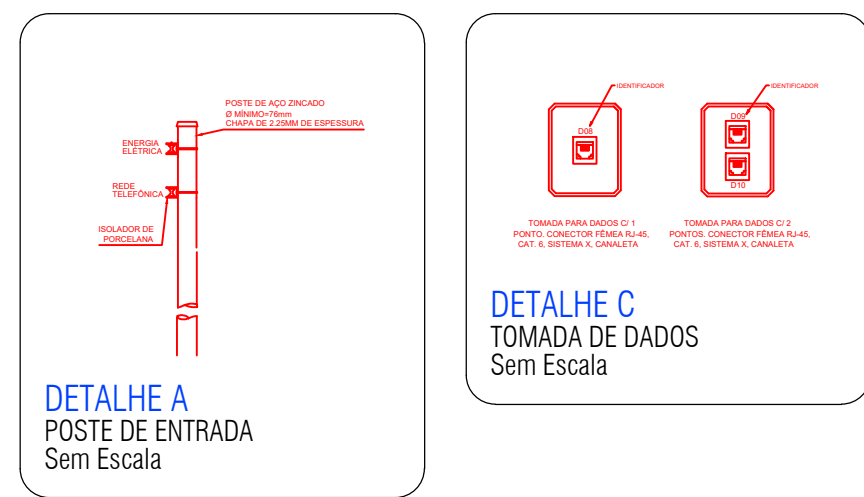 POSTE DE AÇO ZINCADO
Ø MÍNIMO=76mm
CHAPA DE 2.25MM DE ESPESSURA
ENERGIA
ELÉTRICA
REDE
TELEFÔNICA
ISOLADOR DE
PORCELANA
DETALHE A
POSTE DE ENTRADA
Sem Escala
IDENTIFICADOR
D08
TOMADA PARA DADOS C/ 1
PONTO. CONECTOR FÊMEA RJ-45,
CAT. 6, SISTEMA X, CANALETA
IDENTIFICADOR
D09
D10
TOMADA PARA DADOS C/ 2
PONTOS. CONECTOR FÊMEA RJ-45,
CAT. 6, SISTEMA X, CANALETA
DETALHE C
TOMADA DE DADOS
Sem Escala